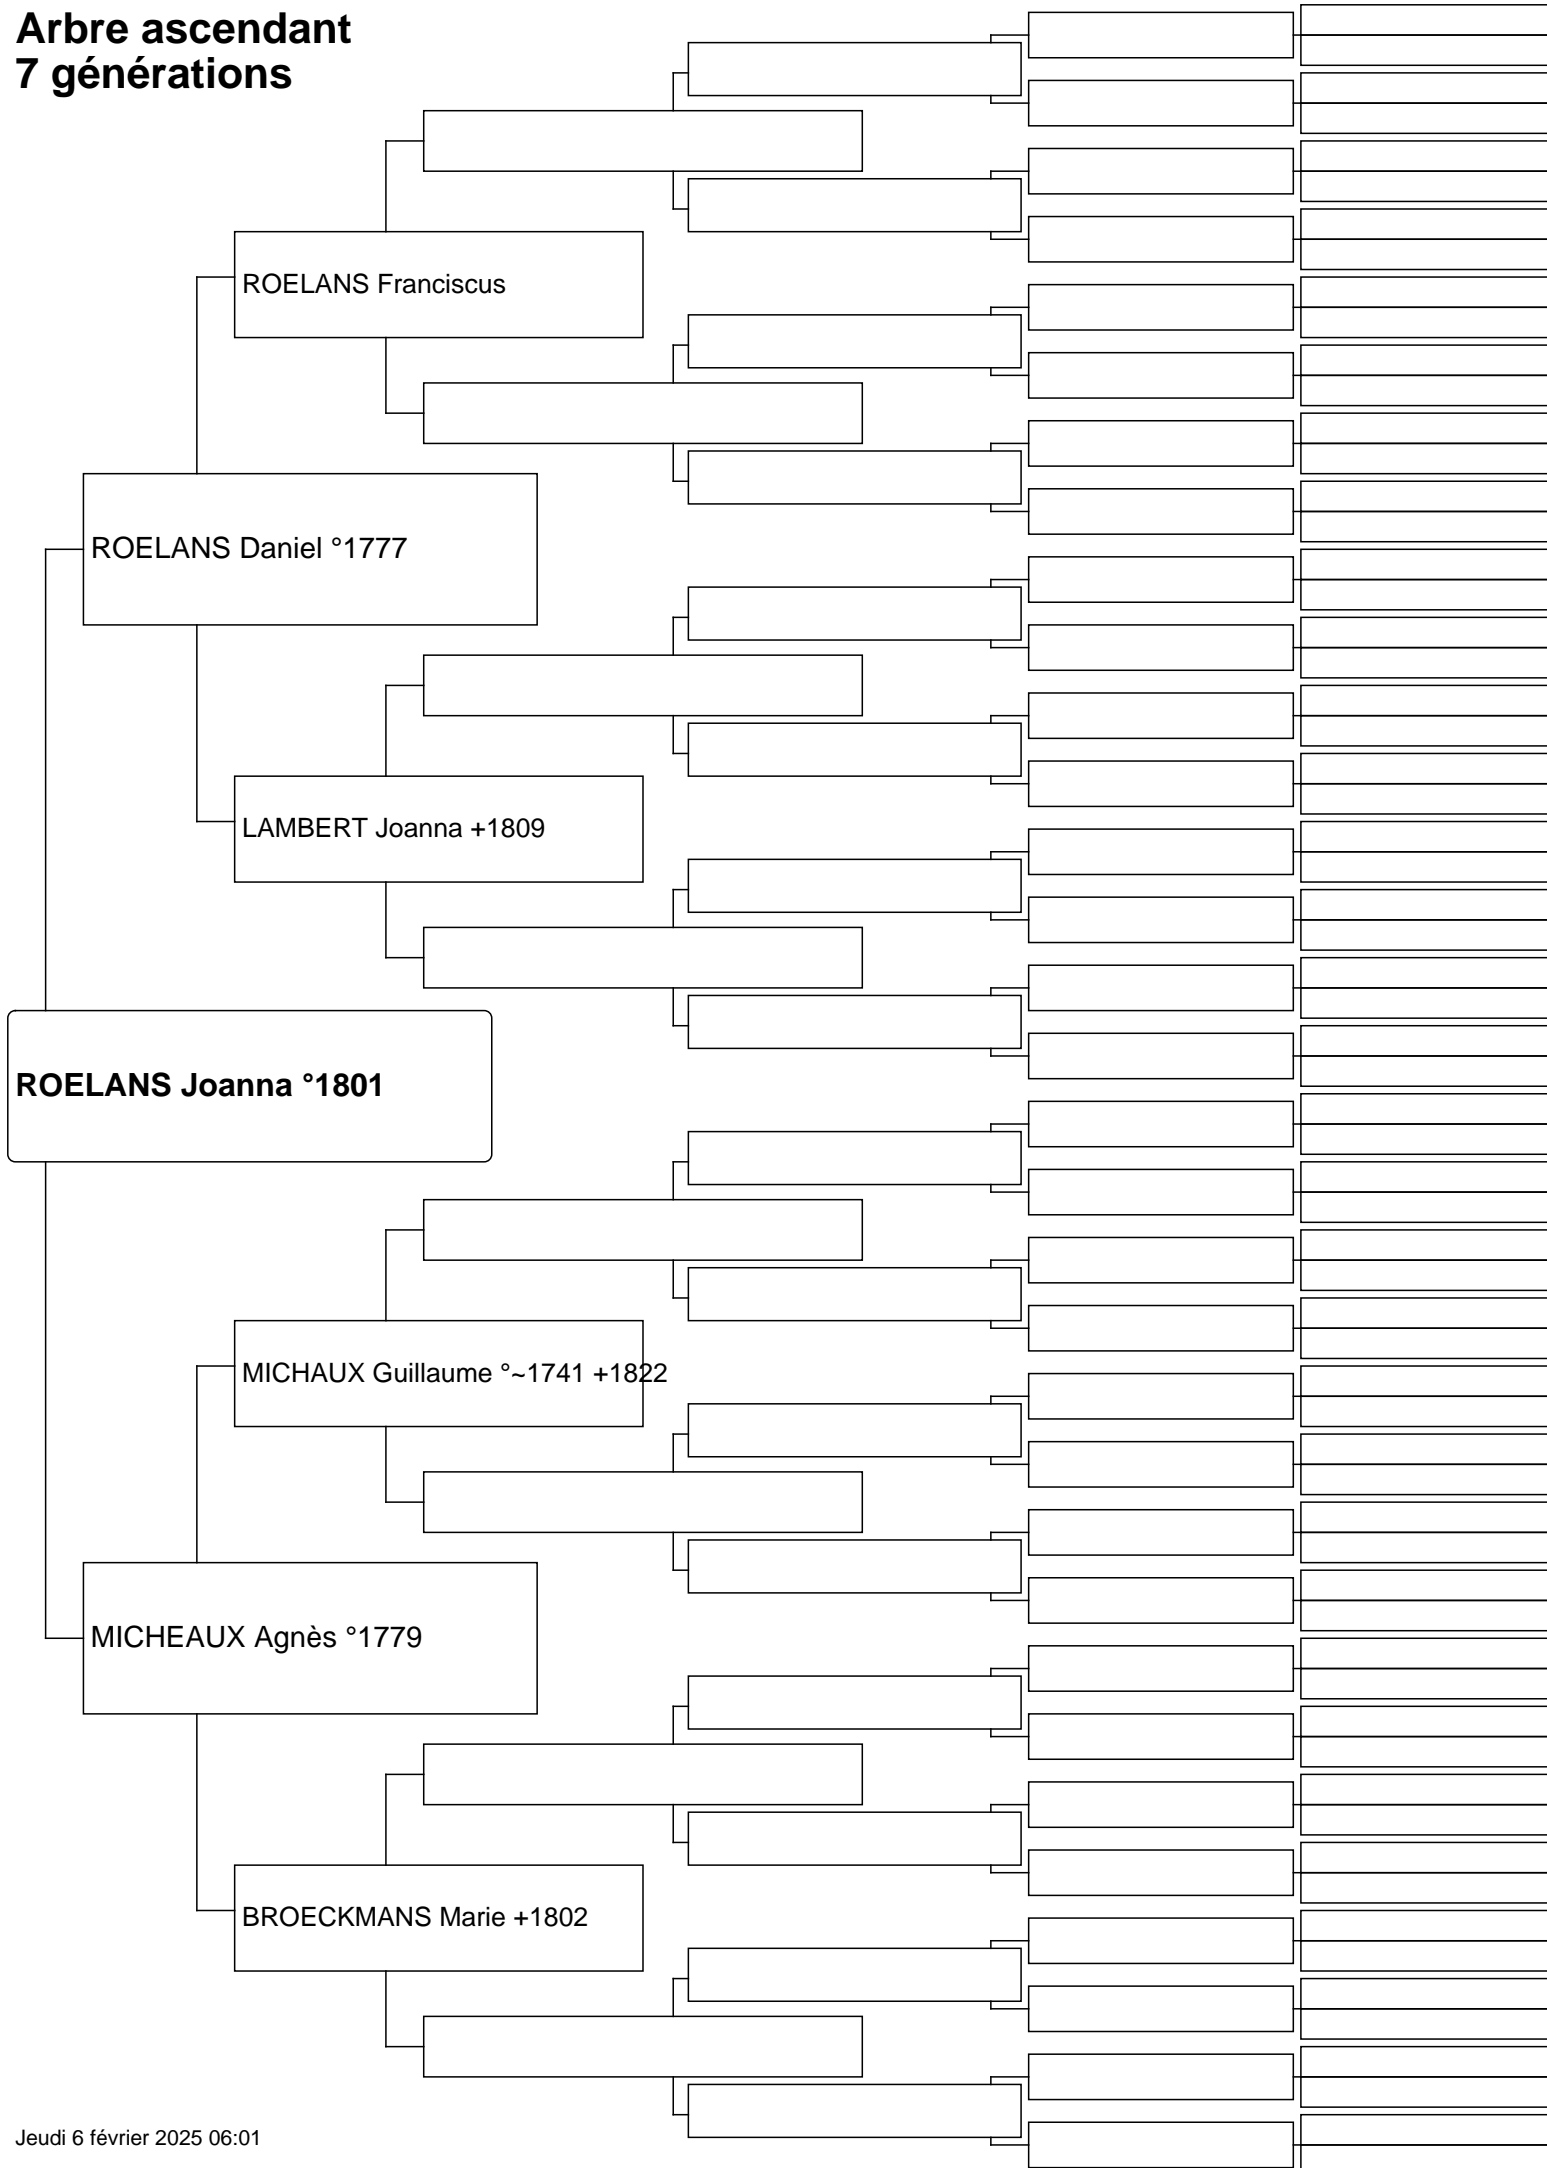 Arbre ascendant
7 générations
ROELANS Franciscus
ROELANS Daniel °1777
LAMBERT Joanna +1809
ROELANS Joanna °1801
MICHAUX Guillaume °~1741 +1822
MICHEAUX Agnès °1779
BROECKMANS Marie +1802
Jeudi 6 février 2025 06:01